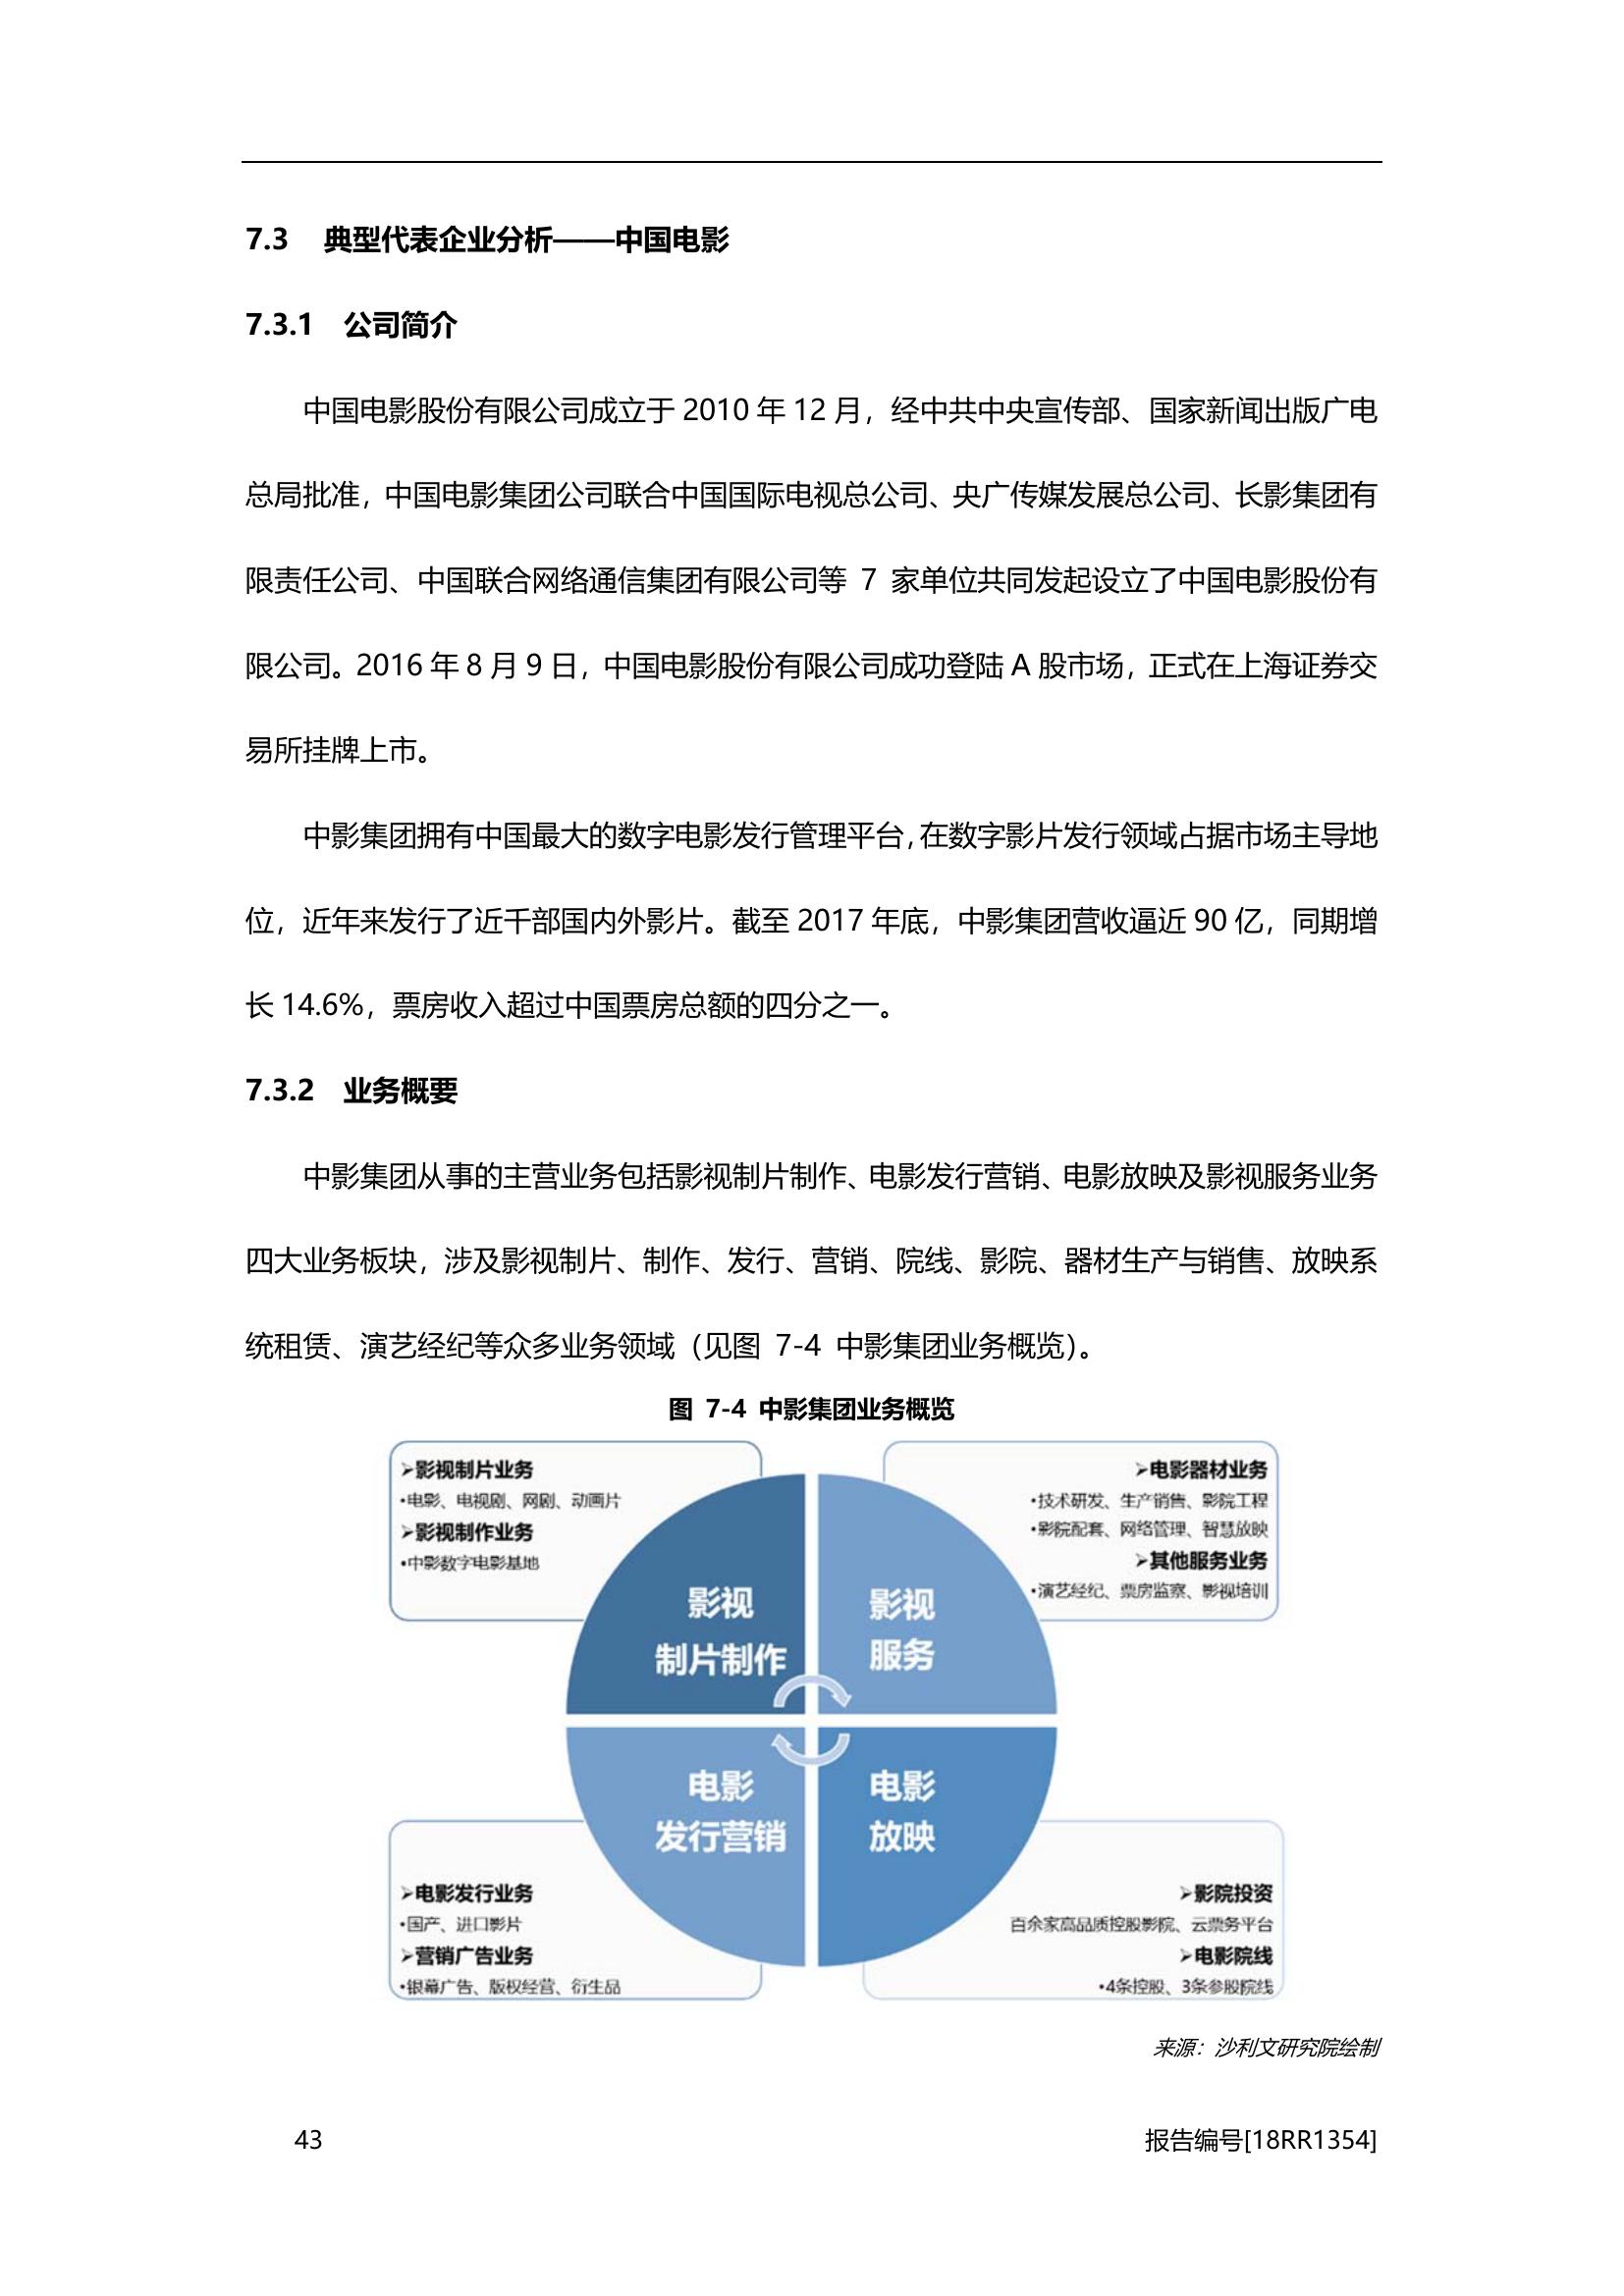 7.3 典型代表企业分析——中国电影
7.3.1 公司简介
中国电影股份有限公司成立于 2010 年 12 月，经中共中央宣传部、国家新闻出版广电
总局批准，中国电影集团公司联合中国国际电视总公司、央广传媒发展总公司、长影集团有
限责任公司、中国联合网络通信集团有限公司等 7 家单位共同发起设立了中国电影股份有
限公司。2016 年 8 月 9 日，中国电影股份有限公司成功登陆 A 股市场，正式在上海证券交
易所挂牌上市。
中影集团拥有中国最大的数字电影发行管理平台，在数字影片发行领域占据市场主导地
位，近年来发行了近千部国内外影片。截至 2017 年底，中影集团营收逼近 90 亿，同期增
长 14.6%，票房收入超过中国票房总额的四分之一。
7.3.2 业务概要
中影集团从事的主营业务包括影视制片制作、电影发行营销、电影放映及影视服务业务
四大业务板块，涉及影视制片、制作、发行、营销、院线、影院、器材生产与销售、放映系
统租赁、演艺经纪等众多业务领域（见图 7-4 中影集团业务概览）。
图 7-4 中影集团业务概览
➢影视制片业务
•电影、电视剧、网剧、动画片
➢影视制作业务
•中影数字电影基地
➢电影器材业务
•技术研发、生产销售、影院工程
•影院配套、网络管理、智慧放映
➢其他服务业务
•演艺经纪、票房监察、影视培训
影视
制片制作
影视
服务
电影
发行营销
电影
放映
➢电影发行业务
•国产、进口影片
➢营销广告业务
•银幕广告、版权经营、衍生品
➢影院投资
百余家高品质控股影院、云票务平台
➢电影院线
•4条控股、3条参股院线
来源：沙利文研究院绘制
43
报告编号[18RR1354]